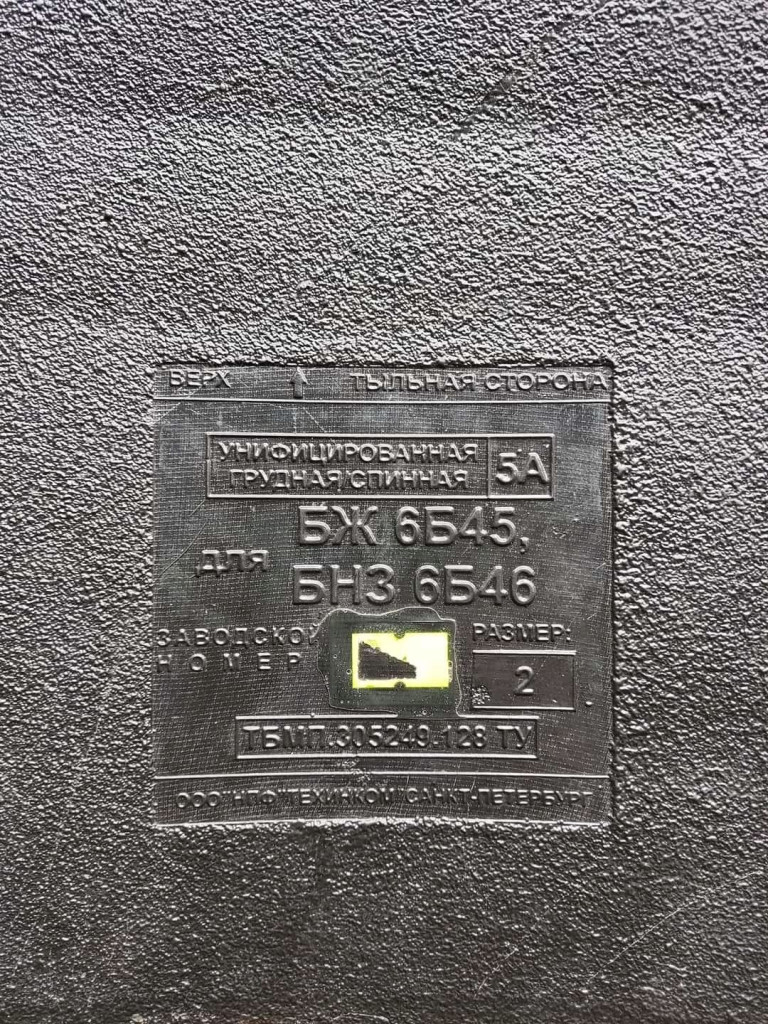 ВЕРХ ↑ ТЫЛЬНАЯ СТОРОНА
УНИФИЦИРОВАННАЯ
ГРУДНАЯ/СПИННАЯ
5А
для
БЖ 6Б45,
БНЗ 6Б46
ЗАВОДСКОЙ
НОМЕР
РАЗМЕР:
2
ТБМП.305249.128 ТУ
ООО "НПФ "ТЕХИНКОМ" САНКТ-ПЕТЕРБУРГ